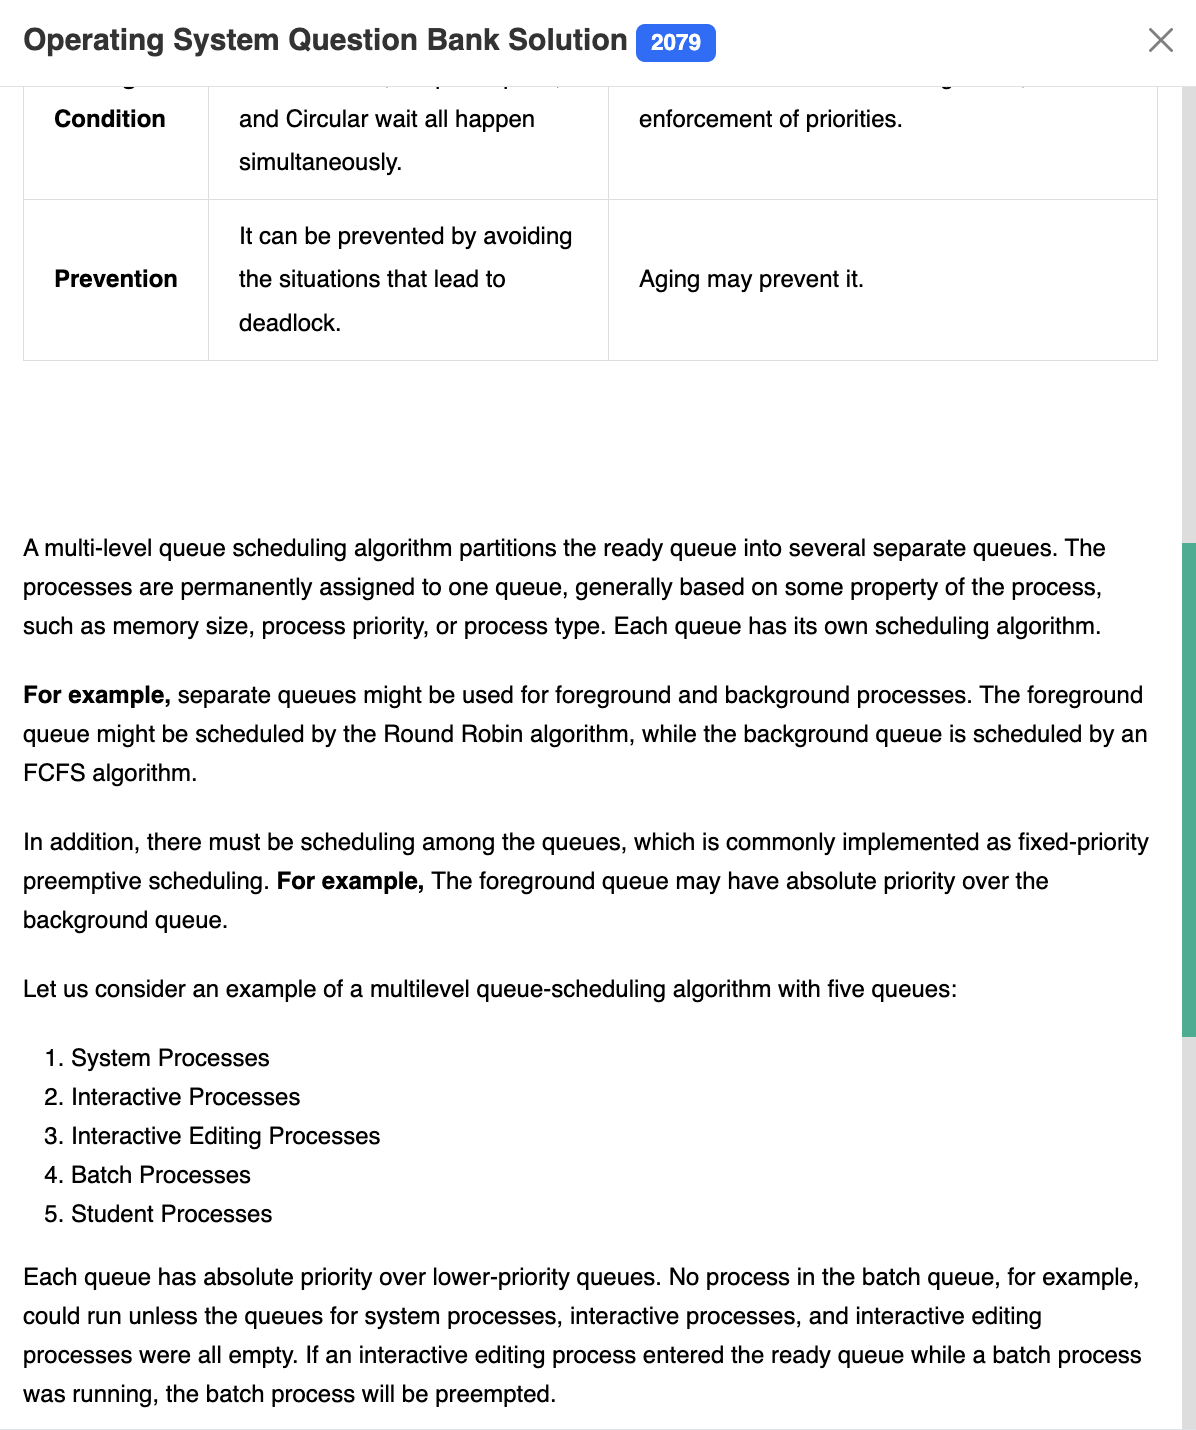 Operating System Question Bank Solution 2079
Condition
and Circular wait all happen
simultaneously.
enforcement of priorities.
Prevention
It can be prevented by avoiding
the situations that lead to
deadlock.
Aging may prevent it.
A multi-level queue scheduling algorithm partitions the ready queue into several separate queues. The
processes are permanently assigned to one queue, generally based on some property of the process,
such as memory size, process priority, or process type. Each queue has its own scheduling algorithm.
For example, separate queues might be used for foreground and background processes. The foreground
queue might be scheduled by the Round Robin algorithm, while the background queue is scheduled by an
FCFS algorithm.
In addition, there must be scheduling among the queues, which is commonly implemented as fixed-priority
preemptive scheduling. For example, The foreground queue may have absolute priority over the
background queue.
Let us consider an example of a multilevel queue-scheduling algorithm with five queues:
1. System Processes
2. Interactive Processes
3. Interactive Editing Processes
4. Batch Processes
5. Student Processes
Each queue has absolute priority over lower-priority queues. No process in the batch queue, for example,
could run unless the queues for system processes, interactive processes, and interactive editing
processes were all empty. If an interactive editing process entered the ready queue while a batch process
was running, the batch process will be preempted.